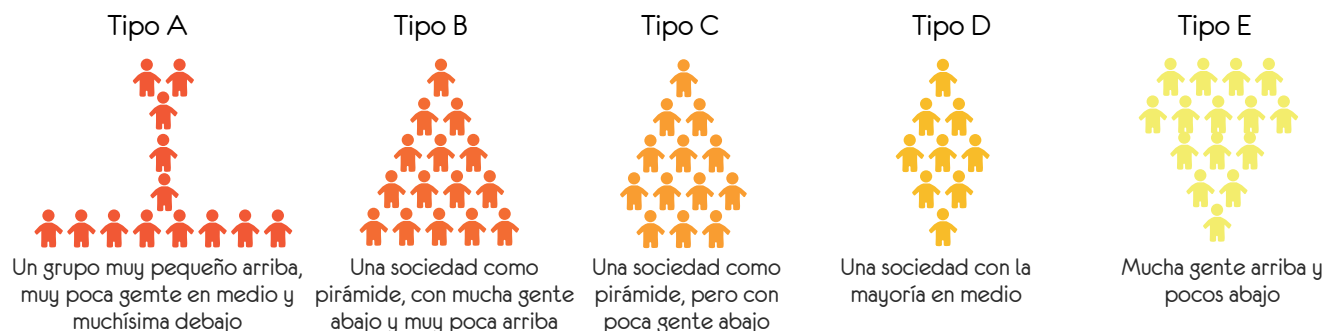 Tipo A
Un grupo muy pequeño arriba,
muy poca gemte en medio y
muchísima debajo
Tipo B
Una sociedad como
pirámide, con mucha gente
abajo y muy poca arriba
Tipo C
Una sociedad como
pirámide, pero con
poca gente abajo
Tipo D
Una sociedad con la
mayoría en medio
Tipo E
Mucha gente arriba y
pocos abajo